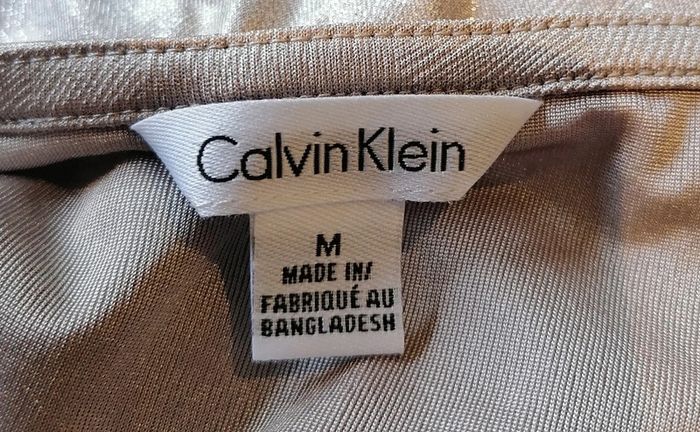 Calvin Klein
M
MADE IN/
FABRIQUÉ AU
BANGLADESH